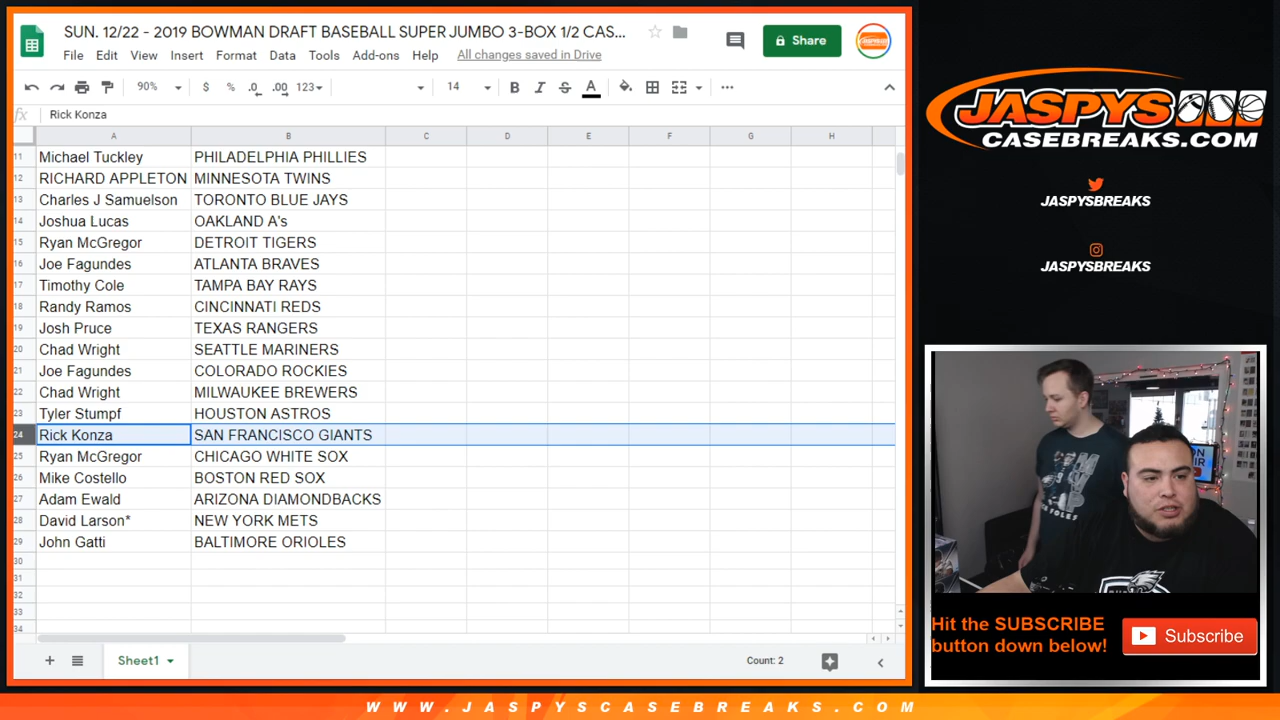 SUN. 12/22 - 2019 BOWMAN DRAFT BASEBALL SUPER JUMBO 3-BOX 1/2 CAS...
File Edit View Insert Format Data Tools Add-ons Help All changes saved in Drive
Share
90% $ % .0 .00 123 14 B I S A
fx Rick Konza
A B C D E F G H
11 Michael Tuckley PHILADELPHIA PHILLIES
12 RICHARD APPLETON MINNESOTA TWINS
13 Charles J Samuelson TORONTO BLUE JAYS
14 Joshua Lucas OAKLAND A's
15 Ryan McGregor DETROIT TIGERS
16 Joe Fagundes ATLANTA BRAVES
17 Timothy Cole TAMPA BAY RAYS
18 Randy Ramos CINCINNATI REDS
19 Josh Pruce TEXAS RANGERS
20 Chad Wright SEATTLE MARINERS
21 Joe Fagundes COLORADO ROCKIES
22 Chad Wright MILWAUKEE BREWERS
23 Tyler Stumpf HOUSTON ASTROS
24 Rick Konza SAN FRANCISCO GIANTS
25 Ryan McGregor CHICAGO WHITE SOX
26 Mike Costello BOSTON RED SOX
27 Adam Ewald ARIZONA DIAMONDBACKS
28 David Larson* NEW YORK METS
29 John Gatti BALTIMORE ORIOLES
30
31
32
33
34
Sheet1
Count: 2
JASPYS
CASEBREAKS.COM
JASPYSBREAKS
JASPYSBREAKS
Hit the SUBSCRIBE
button down below!
Subscribe
WWW.JASPYSCASEBREAKS.COM